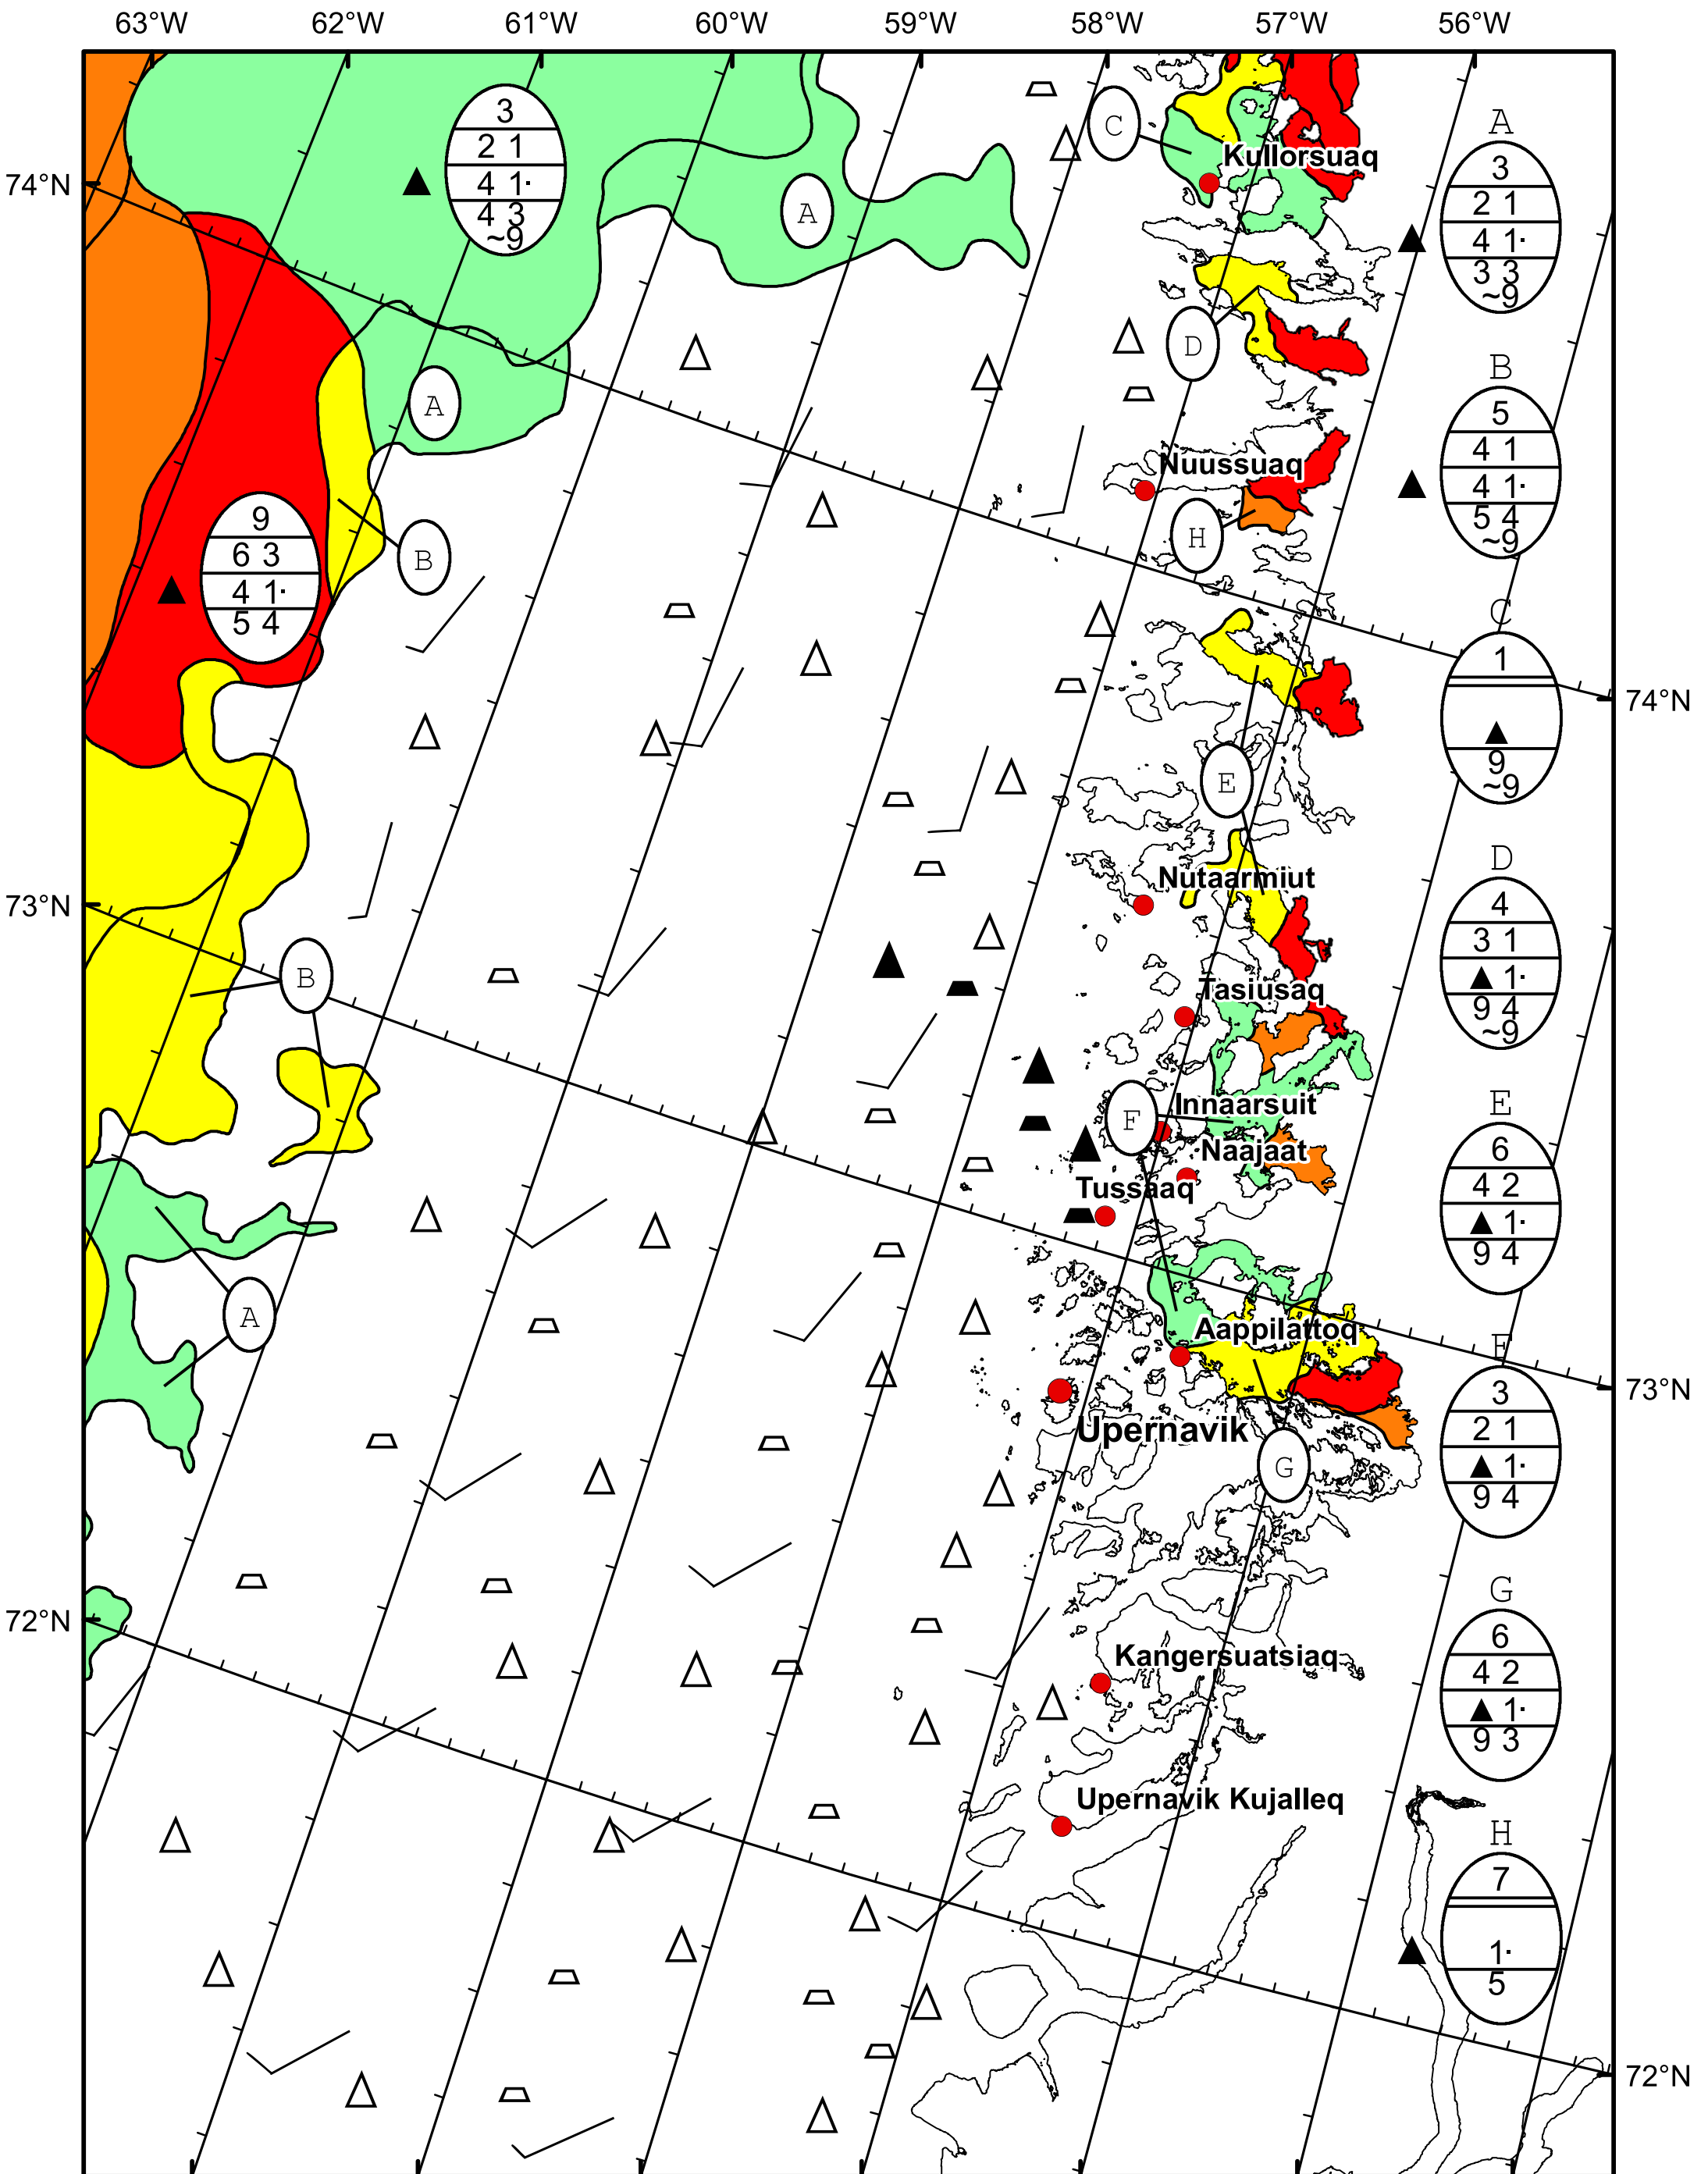 63°W 62°W 61°W 60°W 59°W 58°W 57°W 56°W
3
2 1
4 1·
4 3
~9
C
A
3
2 1
4 1·
3 3
~9
Kullorsuaq
74°N
A
D
A
B
5
4 1
4 1·
5 4
~9
Nuussuaq
9
6 3
4 1·
5 4
H
B
C
1
9
~9
74°N
E
D
4
3 1
1·
9 4
~9
Nutaarmiut
73°N
B
Tasiusaq
E
6
4 2
1·
9 4
Innaarsuit
F
Naajaat
Tussaaq
A
Aappilattoq
F
3
2 1
1·
9 4
73°N
Upernavik
G
G
6
4 2
1·
9 3
72°N
Kangersuatsiaq
Upernavik Kujalleq
H
7
1·
5
72°N